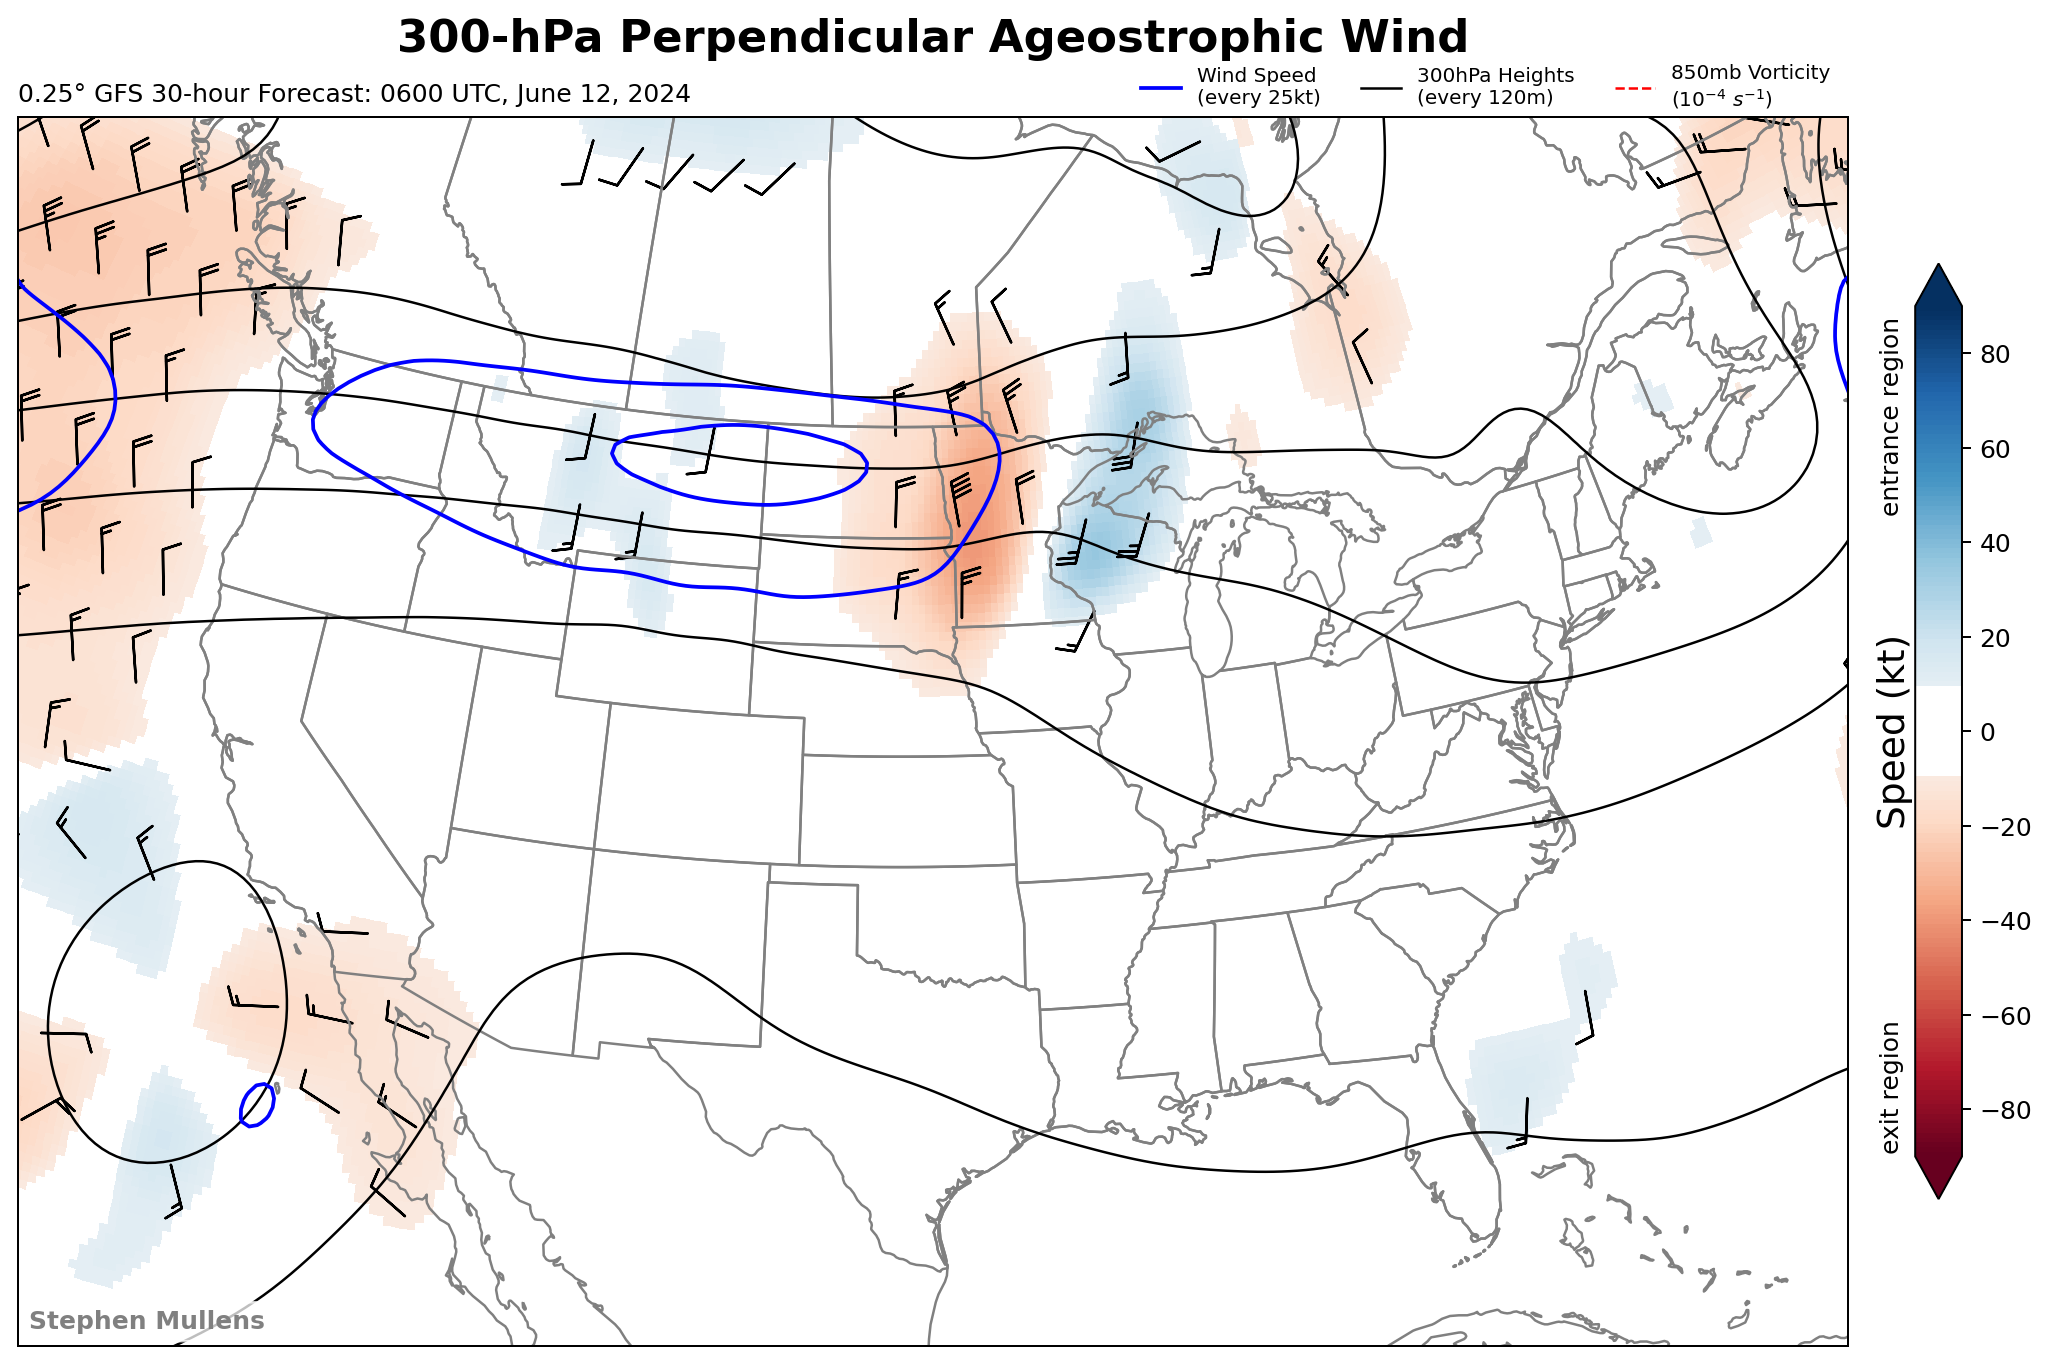 300-hPa Perpendicular Ageostrophic Wind
0.25° GFS 30-hour Forecast: 0600 UTC, June 12, 2024
Wind Speed
(every 25kt)
300hPa Heights
(every 120m)
850mb Vorticity
(10⁻⁴ s⁻¹)
entrance region
Speed (kt)
exit region
80
60
40
20
0
−20
−40
−60
−80
Stephen Mullens